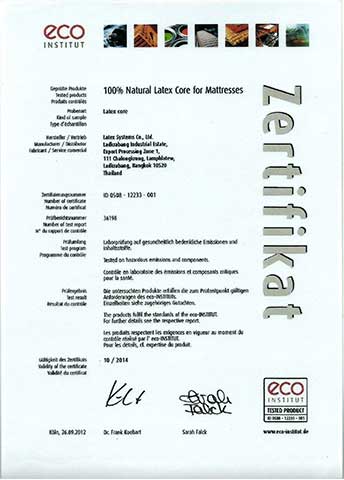 eco
INSTITUT
Zertifikat
Geprüfte Produkte
Tested products
Produits contrôlés
100% Natural Latex Core for Mattresses
Probenart
Kind of sample
Type d'échantillon
Latex core
Hersteller / Vertrieb
Manufacturer / Distributor
Fabricant / Service comercial
Latex Systems Co., Ltd.
Ladkrabang Industrial Estate,
Export Processing Zone 1,
111 Chalongkrung, Lamphlatew,
Ladkrabang, Bangkok 10520
Thailand
Zertifizierungsnummer
Number of certificate
Numéro de certificat
ID 0508 - 12233 - 001
Prüfberichtsnummer
Number of test report
N° du rapport de contrôle
34198
Prüfumfang
Test program
Programme du contrôle
Laborprüfung auf gesundheitlich bedenkliche Emissionen und
Inhaltsstoffe.
Tested on hazardous emissions and components.
Contrôle en laboratoire des émissions et composants critiques
pour la santé.
Prüfergebnis
Test result
Résultat du contrôle
Die untersuchten Produkte erfüllen die zum Prüfzeitpunkt gültigen
Anforderungen des eco-INSTITUTs.
Einzelheiten siehe zugehöriges Gutachten.
The products fulfil the standards of the eco-INSTITUT.
For further details see the respective report.
Les produits respectent les exigences en vigueur au moment du
contrôle réalisé par l' eco-INSTITUT.
Pour les détails, cf. expertise du produit.
Gültigkeit des Zertifikats
Validity of the certificate
Validité du certificat
10 / 2014
Sarah
Falck
eco
INSTITUT
TESTED PRODUCT
ID 0508 - 12233 - 001
Köln, 26.09.2012
Dr. Frank Kuebart
Sarah Falck
www.eco-institut.de